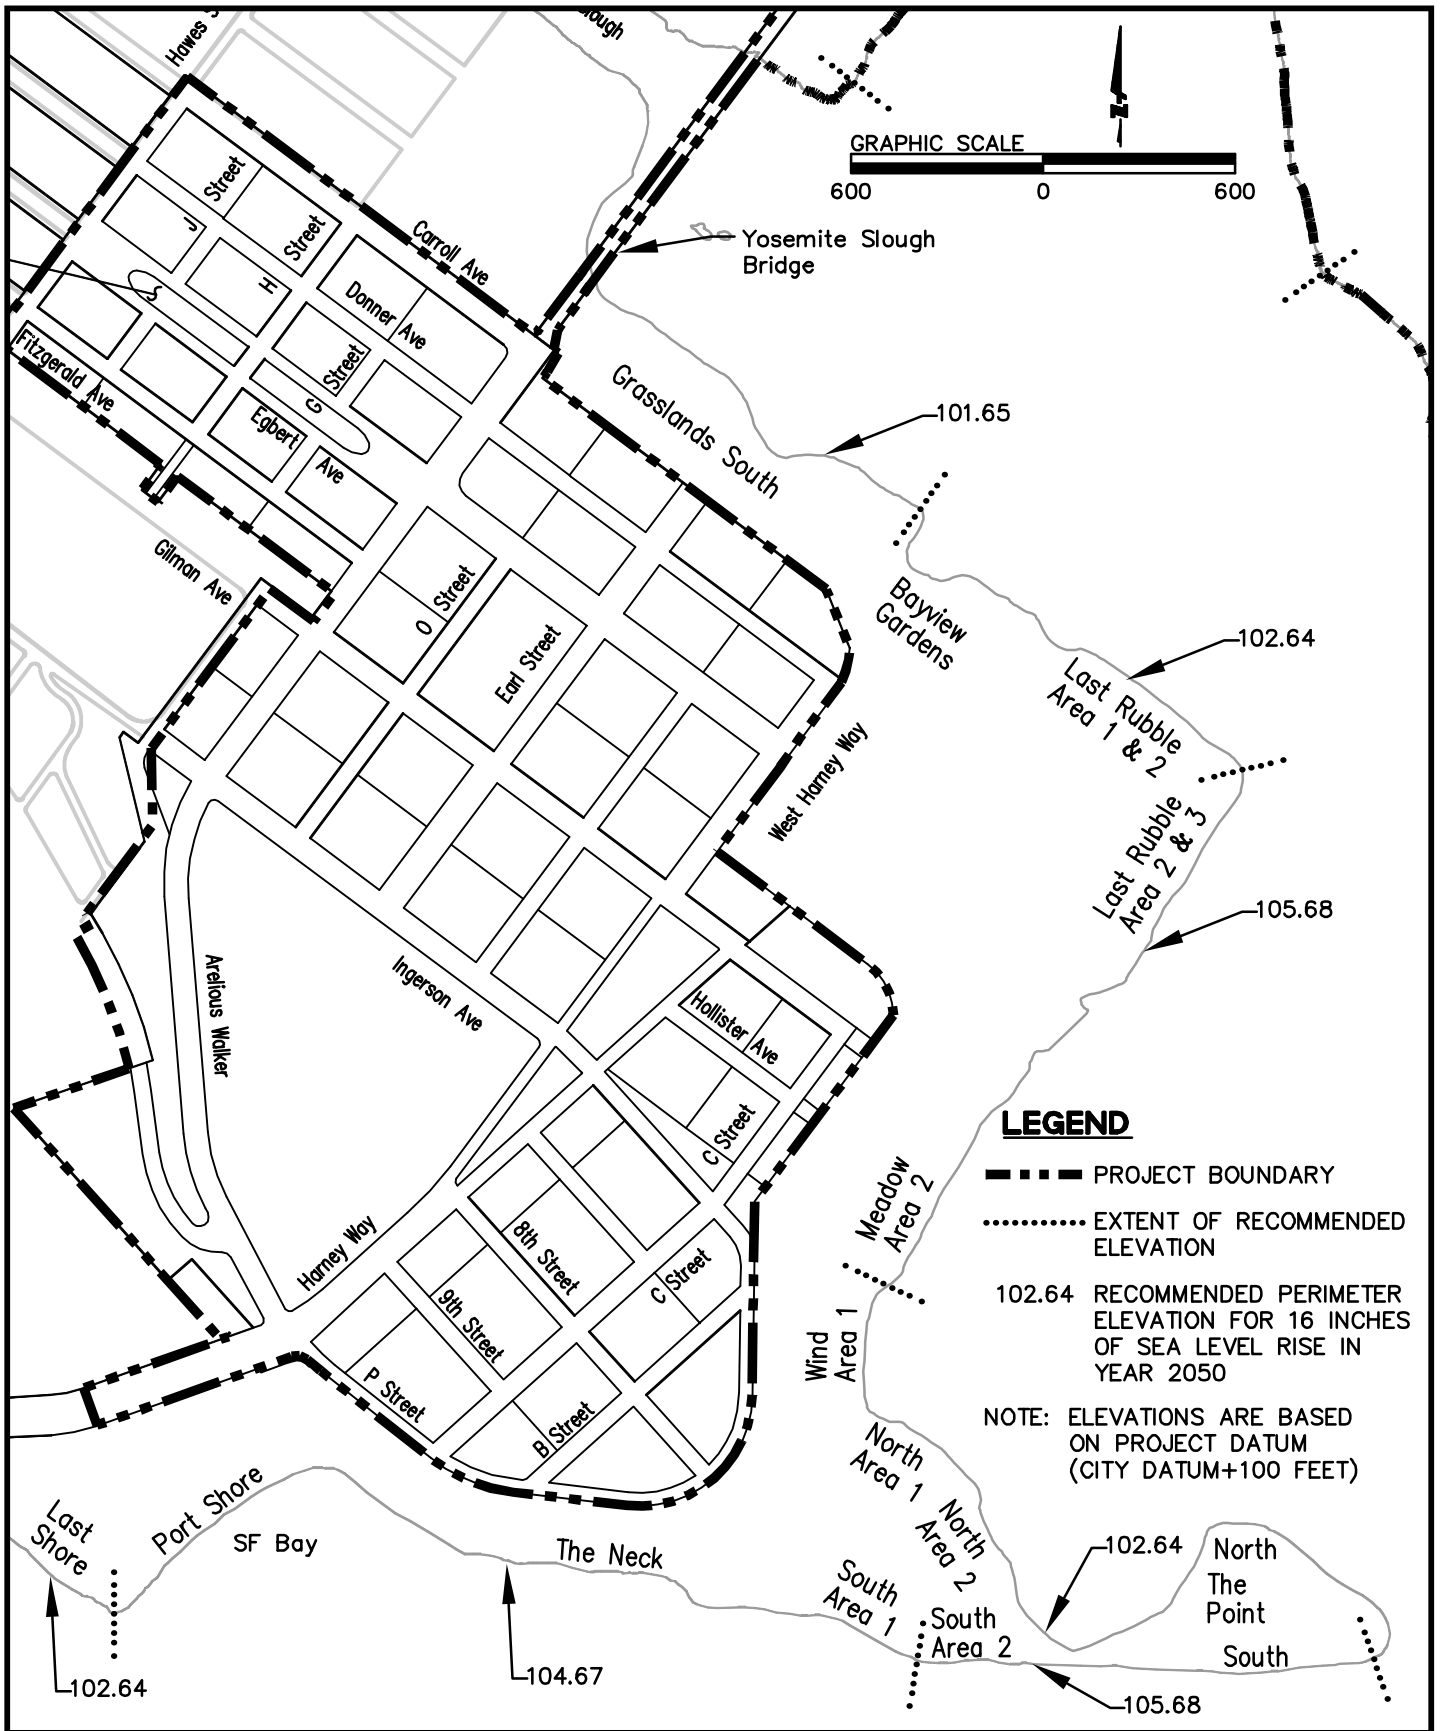 Hawes S
lough
GRAPHIC SCALE
600 0 600
N
Yosemite Slough
Bridge
Street
J
Street
H
Carroll Ave
Donner Ave
S
Street
G
Fitzgerald Ave
Egbert Ave
Grasslands South
101.65
Gilman Ave
O Street
Earl Street
Bayview
Gardens
102.64
Last Rubble
Area 1 & 2
West Harney Way
Last Rubble
Area 2 & 3
105.68
Arelious Walker
Ingerson Ave
Hollister Ave
C Street
LEGEND
PROJECT BOUNDARY
EXTENT OF RECOMMENDED
ELEVATION
102.64 RECOMMENDED PERIMETER
ELEVATION FOR 16 INCHES
OF SEA LEVEL RISE IN
YEAR 2050
NOTE: ELEVATIONS ARE BASED
ON PROJECT DATUM
(CITY DATUM+100 FEET)
Meadow
Area 2
Harney Way
8th Street
C Street
9th Street
Wind
Area 1
P Street
B Street
North
Area 1
North
Area 2
Last
Shore
Port Shore
SF Bay
The Neck
South
Area 1
South
Area 2
102.64
North
The
Point
South
102.64
104.67
105.68